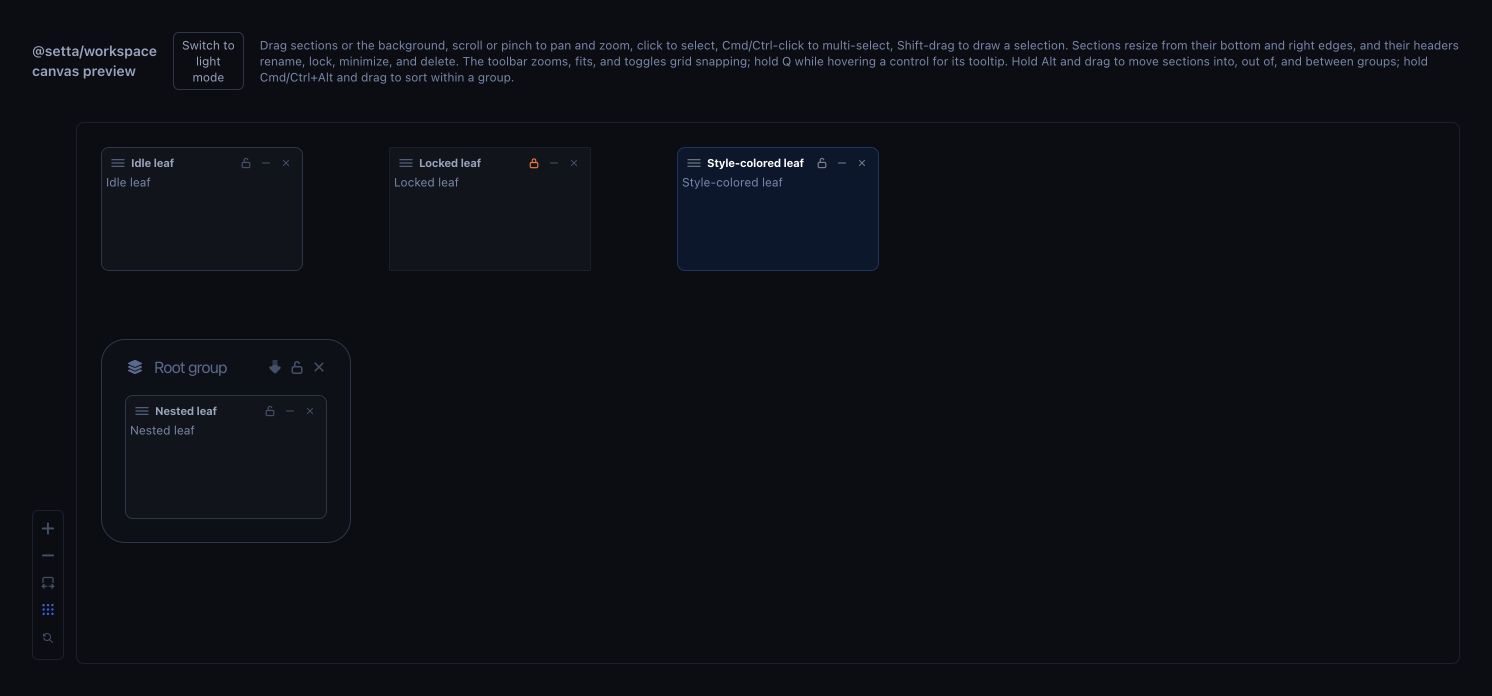 @setta/workspace
canvas preview
Switch to
light
mode
Drag sections or the background, scroll or pinch to pan and zoom, click to select, Cmd/Ctrl-click to multi-select, Shift-drag to draw a selection. Sections resize from their bottom and right edges, and their headers
rename, lock, minimize, and delete. The toolbar zooms, fits, and toggles grid snapping; hold Q while hovering a control for its tooltip. Hold Alt and drag to move sections into, out of, and between groups; hold
Cmd/Ctrl+Alt and drag to sort within a group.
Idle leaf
Idle leaf
Locked leaf
Locked leaf
Style-colored leaf
Style-colored leaf
Root group
Nested leaf
Nested leaf